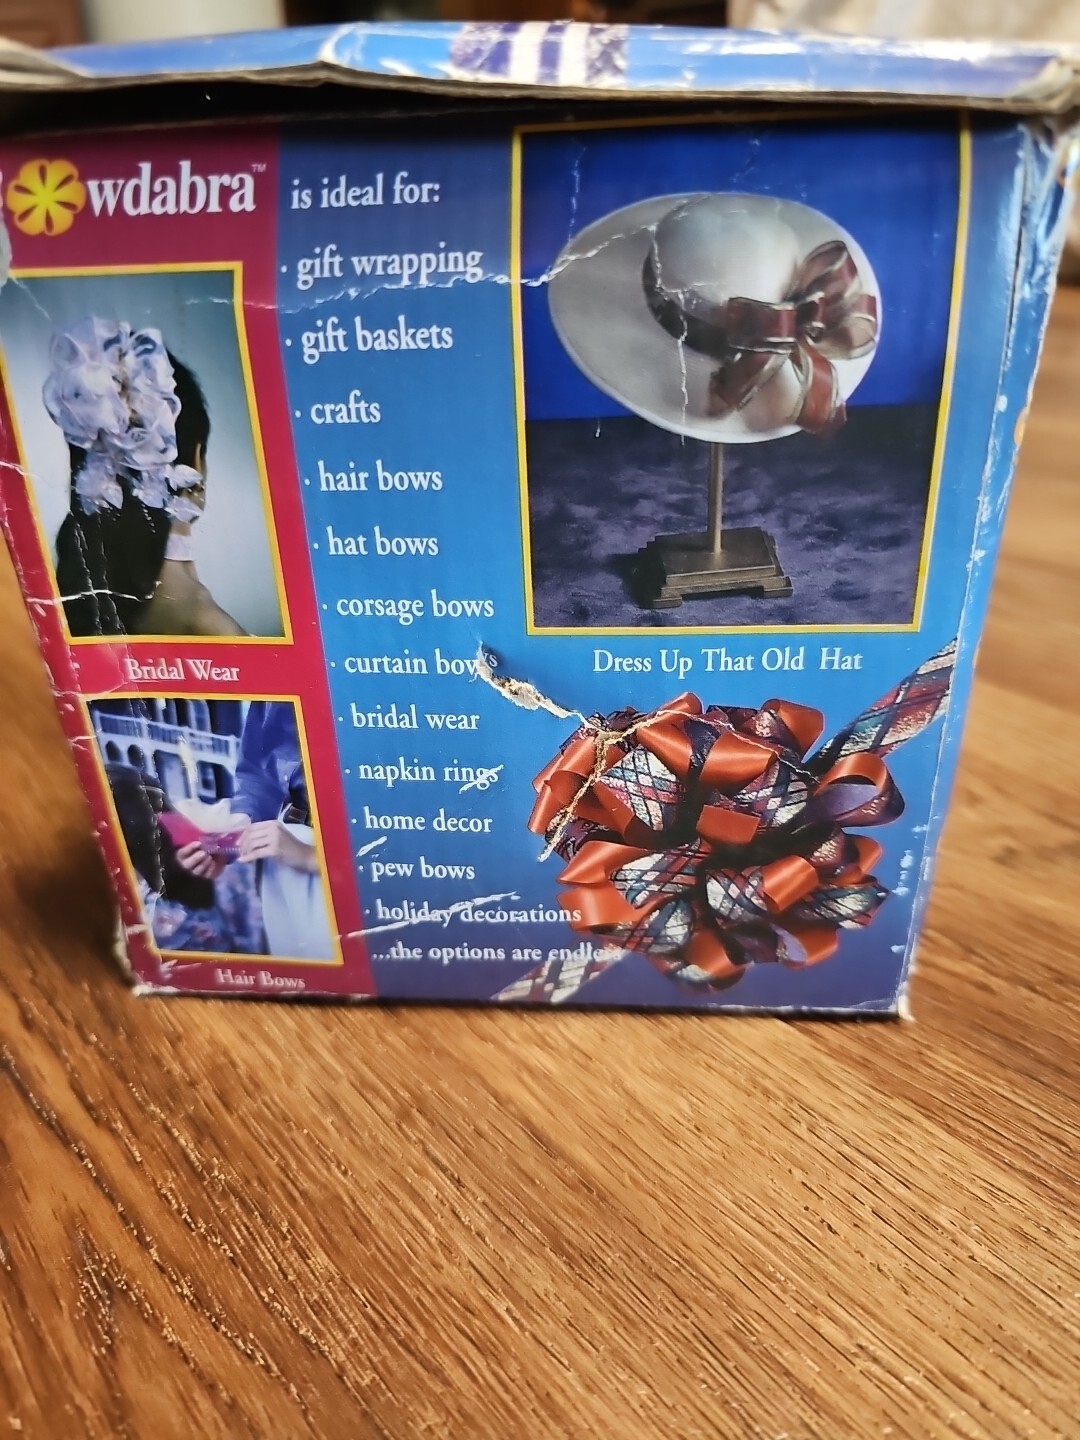 wdabra™ is ideal for:
· gift wrapping
· gift baskets
· crafts
· hair bows
· hat bows
· corsage bows
· curtain bows
· bridal wear
· napkin rings
· home decor
· pew bows
· holiday decorations
...the options are endless
Bridal Wear
Hair Bows
Dress Up That Old Hat